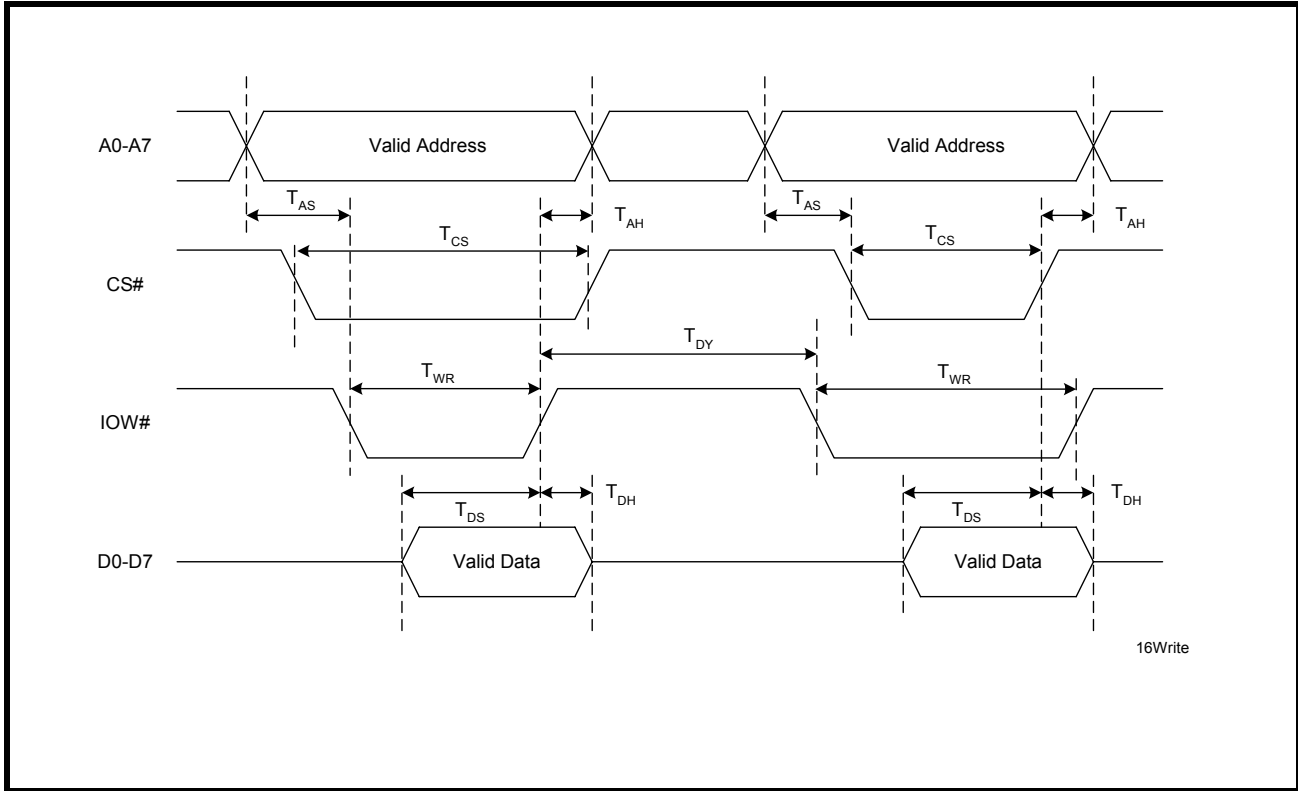 A0-A7
Valid Address
Valid Address
TAS
TAH
TAS
TAH
TCS
TCS
CS#
TDY
TWR
TWR
IOW#
TDS
TDH
TDS
TDH
D0-D7
Valid Data
Valid Data
16Write